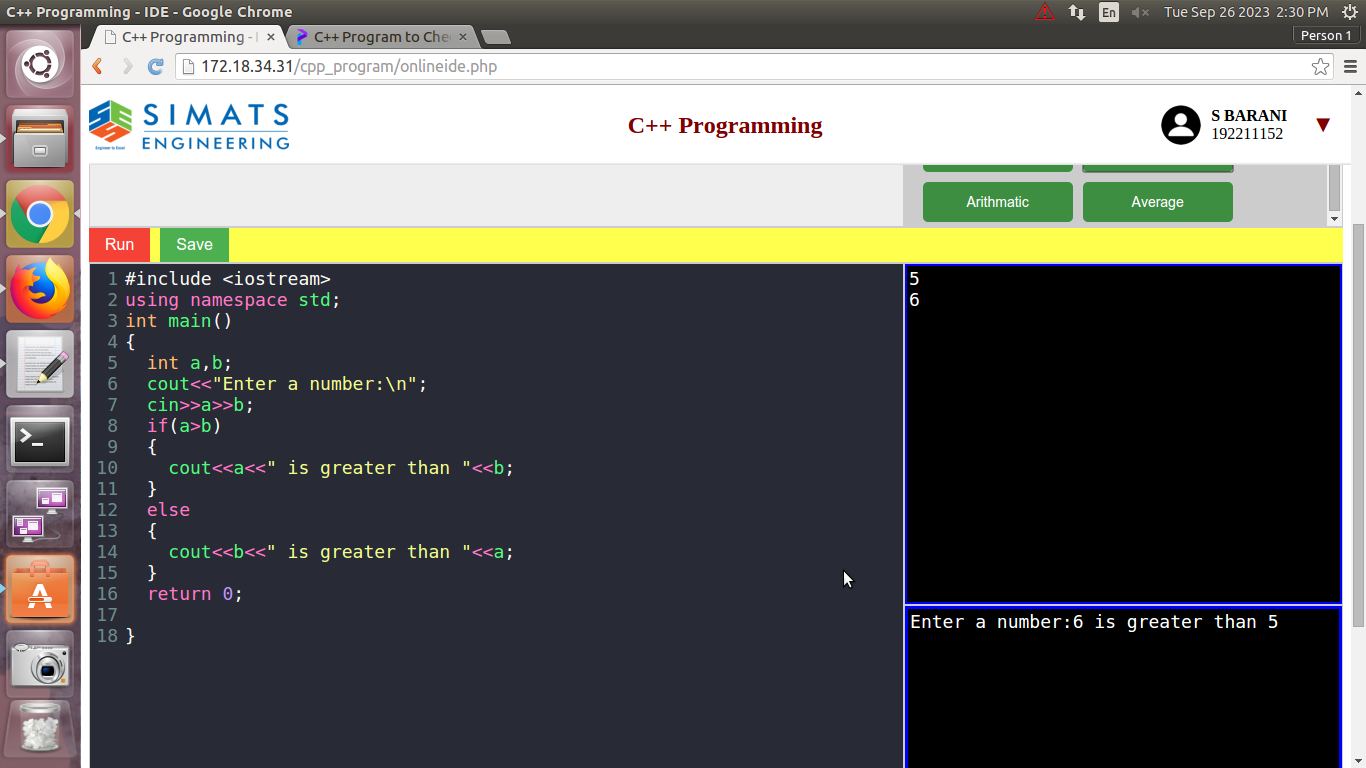 C++ Programming - IDE - Google Chrome
En
Tue Sep 26 2023 2:30 PM
C++ Programming -
C++ Program to Che
Person 1
172.18.34.31/cpp_program/onlineide.php
SIMATS
ENGINEERING
Engineer to Excel
C++ Programming
S BARANI
192211152
Arithmatic
Average
Run
Save
1 #include <iostream>
2 using namespace std;
3 int main()
4 {
5   int a,b;
6   cout<<"Enter a number:\n";
7   cin>>a>>b;
8   if(a>b)
9   {
10     cout<<a<<" is greater than "<<b;
11   }
12   else
13   {
14     cout<<b<<" is greater than "<<a;
15   }
16   return 0;
17
18 }
5
6
Enter a number:6 is greater than 5